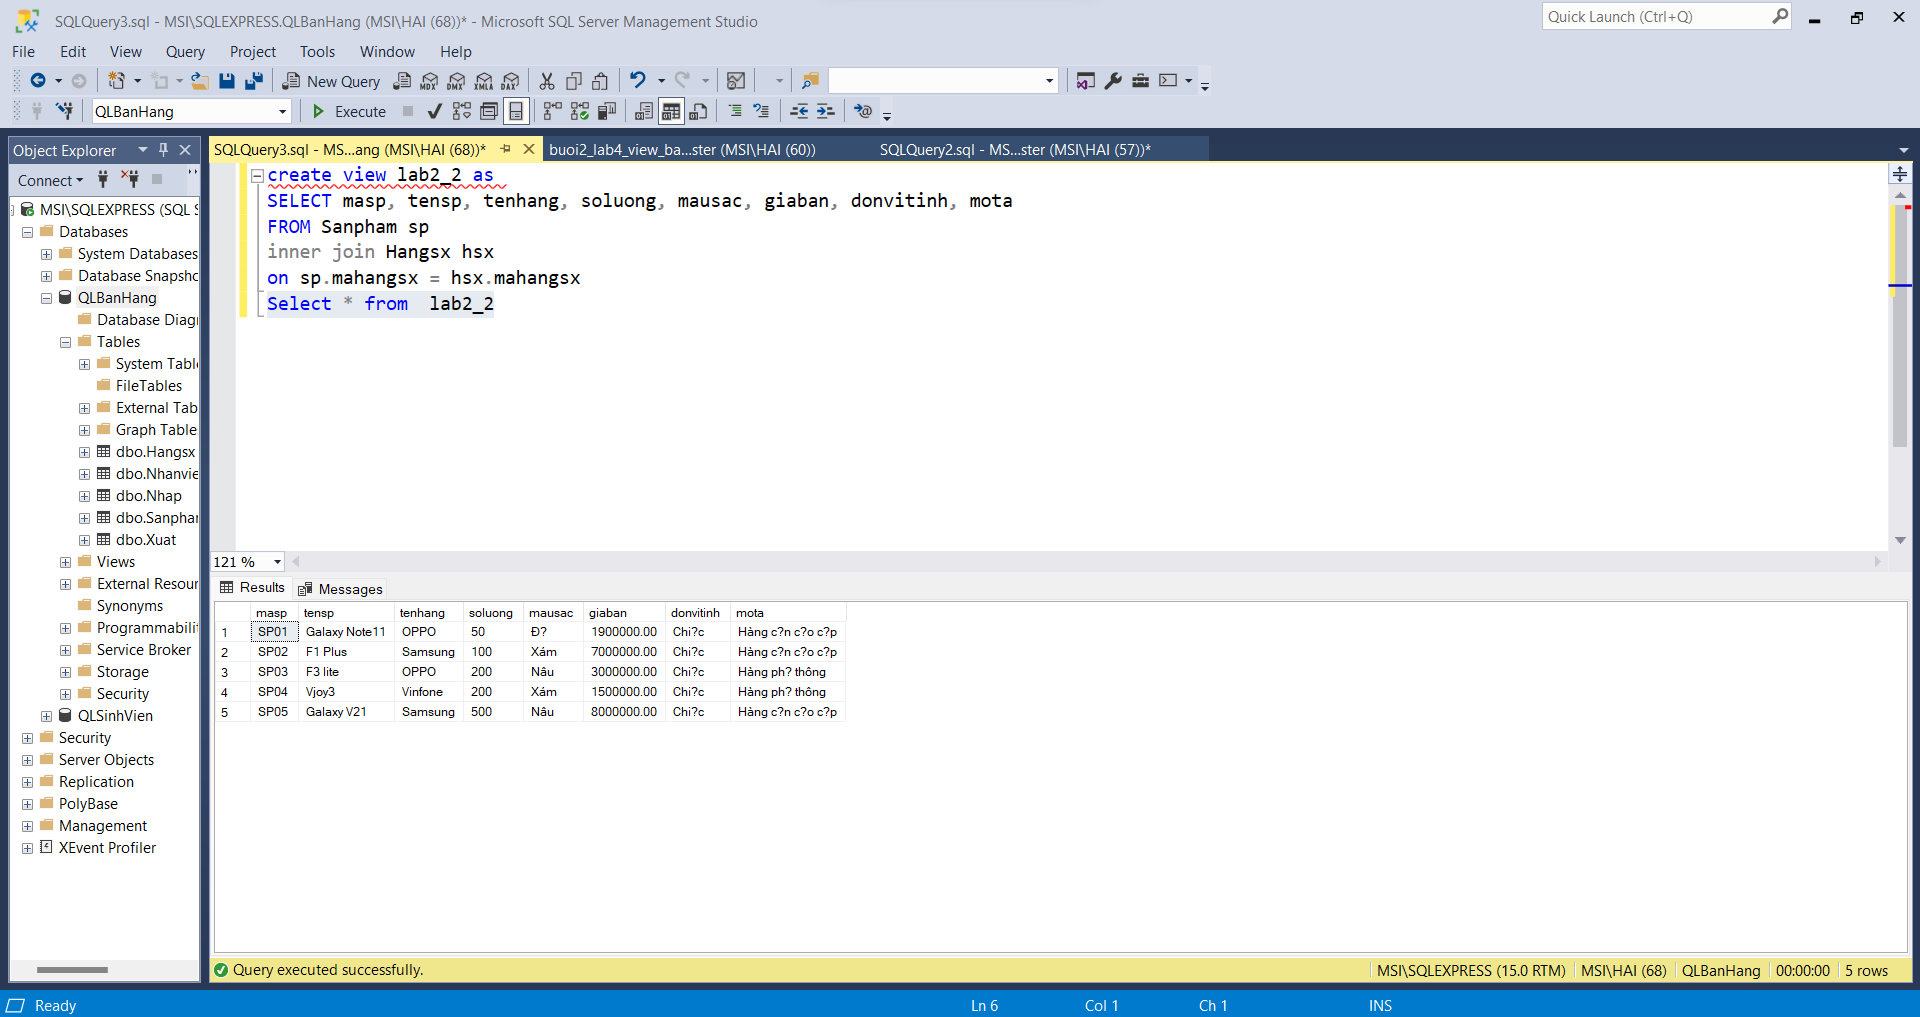 SQLQuery3.sql - MSI\SQLEXPRESS.QLBanHang (MSI\HAI (68))* - Microsoft SQL Server Management Studio
Quick Launch (Ctrl+Q)
File Edit View Query Project Tools Window Help
New Query MDX DMX XMLA DAX
QLBanHang Execute
Object Explorer
SQLQuery3.sql - MS...ang (MSI\HAI (68))* buoi2_lab4_view_ba...ster (MSI\HAI (60)) SQLQuery2.sql - MS...ster (MSI\HAI (57))*
Connect
MSI\SQLEXPRESS (SQL S
Databases
System Databases
Database Snapsho
QLBanHang
Database Diagr
Tables
System Table
FileTables
External Tab
Graph Table
dbo.Hangsx
dbo.Nhanvie
dbo.Nhap
dbo.Sanphar
dbo.Xuat
Views
External Resour
Synonyms
Programmabilit
Service Broker
Storage
Security
QLSinhVien
Security
Server Objects
Replication
PolyBase
Management
XEvent Profiler
create view lab2_2 as
SELECT masp, tensp, tenhang, soluong, mausac, giaban, donvitinh, mota
FROM Sanpham sp
inner join Hangsx hsx
on sp.mahangsx = hsx.mahangsx
Select * from  lab2_2
121 %
Results Messages
masp tensp tenhang soluong mausac giaban donvitinh mota
1 SP01 Galaxy Note11 OPPO 50 Đ? 1900000.00 Chi?c Hàng c?n c?o c?p
2 SP02 F1 Plus Samsung 100 Xám 7000000.00 Chi?c Hàng c?n c?o c?p
3 SP03 F3 lite OPPO 200 Nâu 3000000.00 Chi?c Hàng ph? thông
4 SP04 Vjoy3 Vinfone 200 Xám 1500000.00 Chi?c Hàng ph? thông
5 SP05 Galaxy V21 Samsung 500 Nâu 8000000.00 Chi?c Hàng c?n c?o c?p
Query executed successfully. MSI\SQLEXPRESS (15.0 RTM) MSI\HAI (68) QLBanHang 00:00:00 5 rows
Ready Ln 6 Col 1 Ch 1 INS